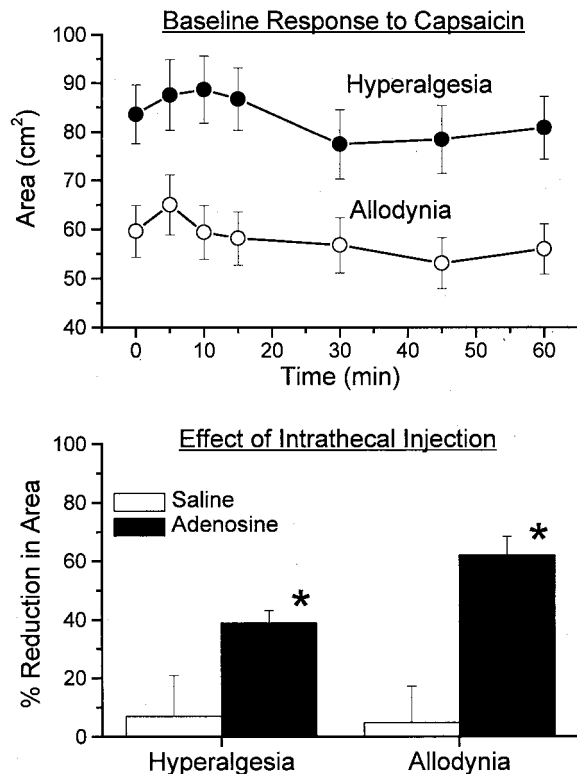 Baseline Response to Capsaicin
100
90
80
70
60
50
40
Area (cm²)
Hyperalgesia
Allodynia
0 10 20 30 40 50 60
Time (min)
Effect of Intrathecal Injection
100
80
60
40
20
0
% Reduction in Area
Saline
Adenosine
*
*
Hyperalgesia Allodynia